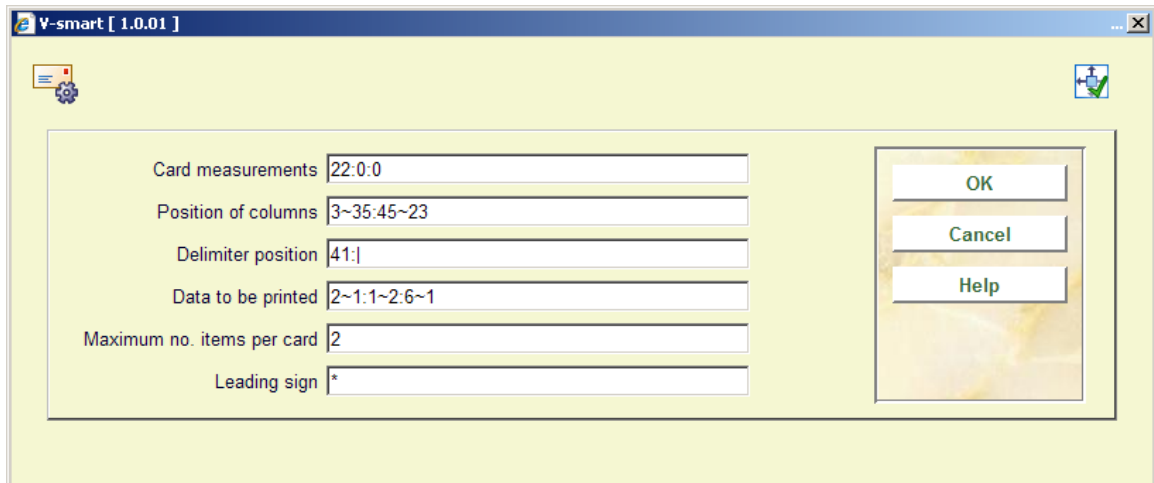 V-smart [ 1.0.01 ]
...
Card measurements 22:0:0
Position of columns 3~35:45~23
Delimiter position 41:|
Data to be printed 2~1:1~2:6~1
Maximum no. items per card 2
Leading sign *
OK
Cancel
Help